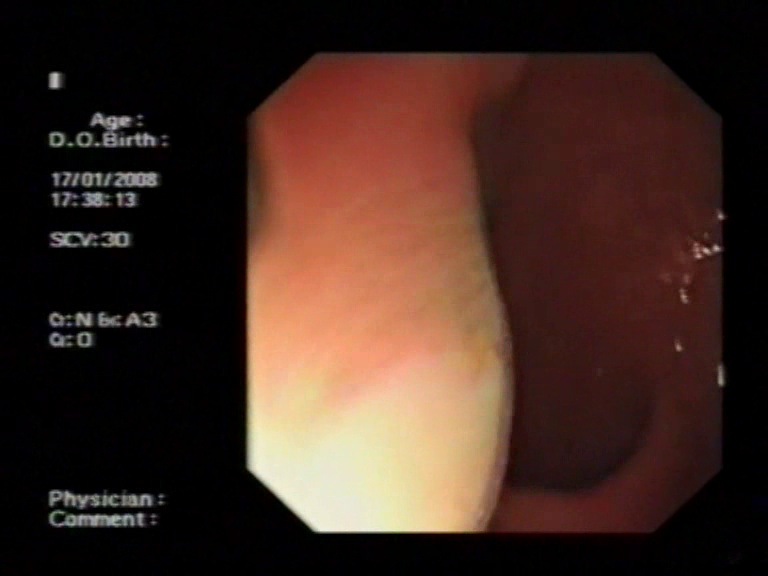 Age:
D.O.Birth:
17/01/2008
17:38:13
SCV:30
Physician:
Comment: